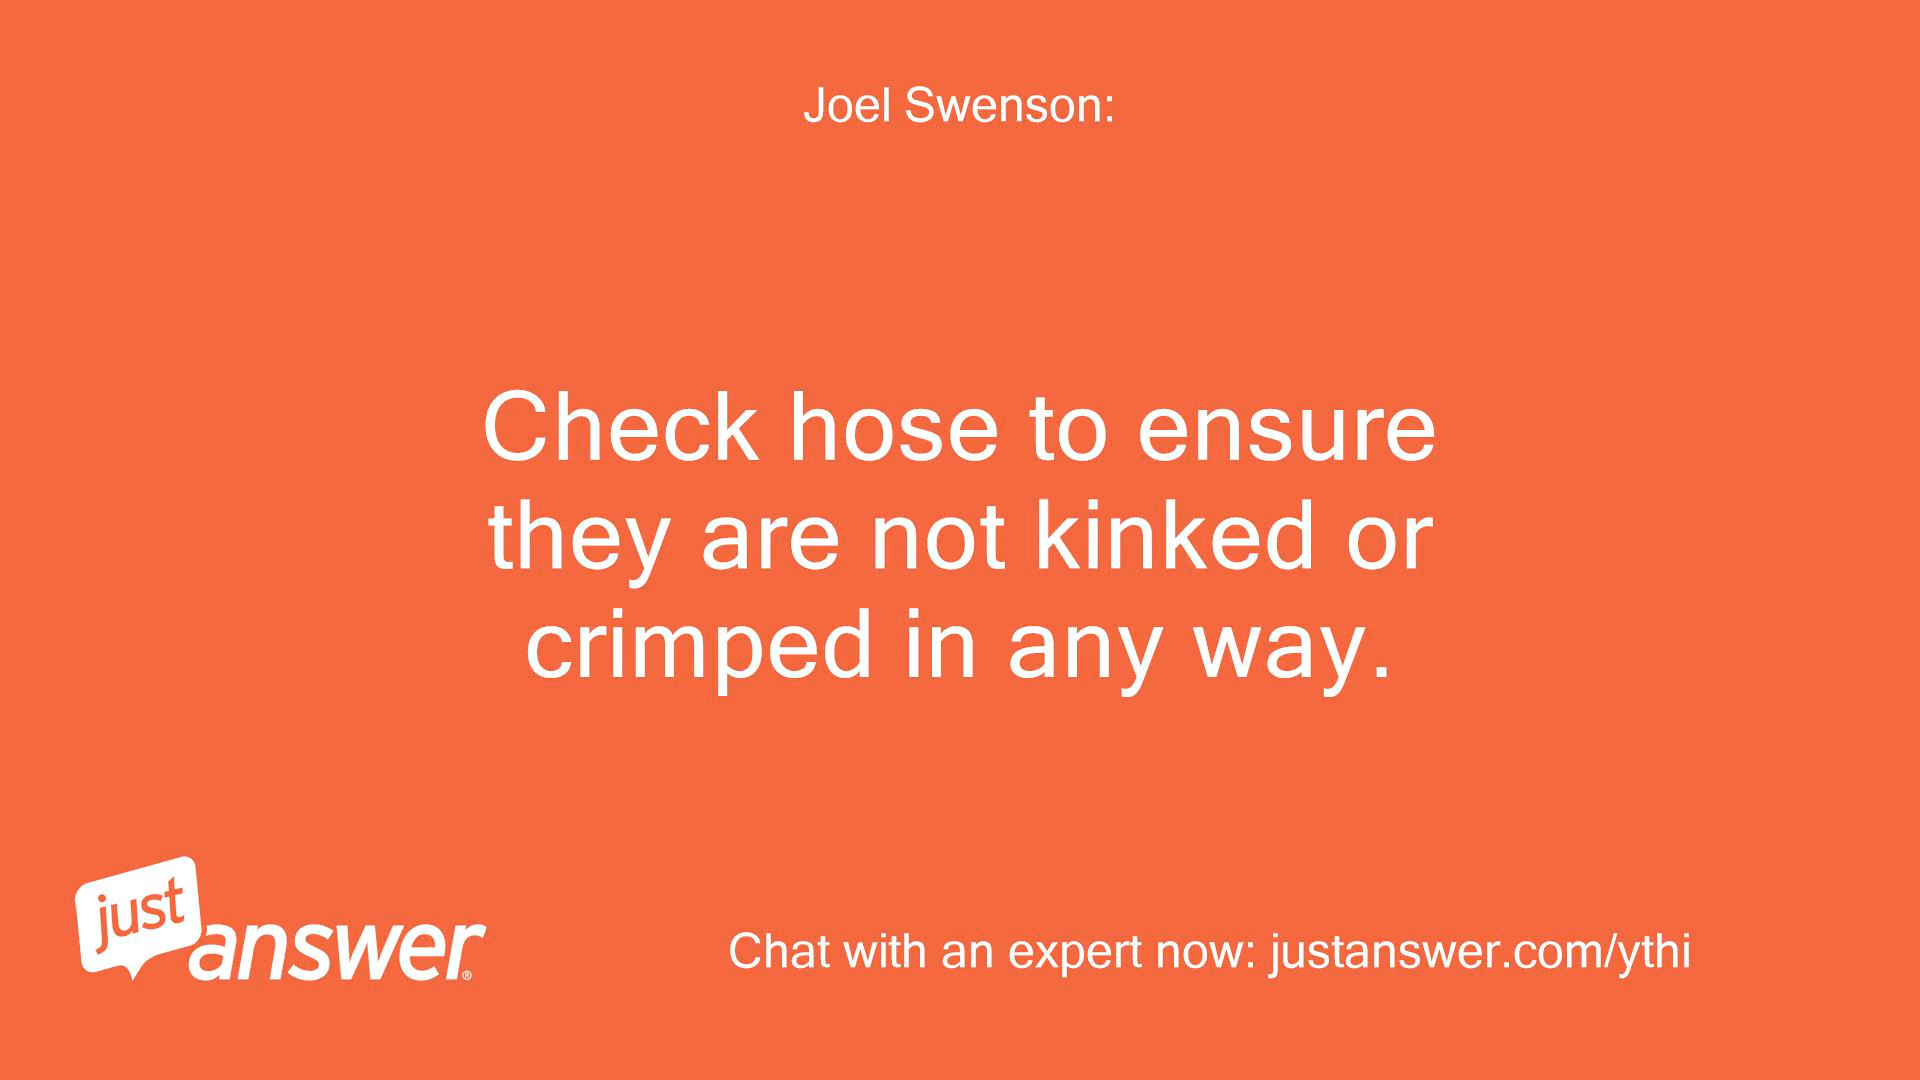 Joel Swenson:
Check hose to ensure
they are not kinked or
crimped in any way.
just
answer®
Chat with an expert now: justanswer.com/ythi